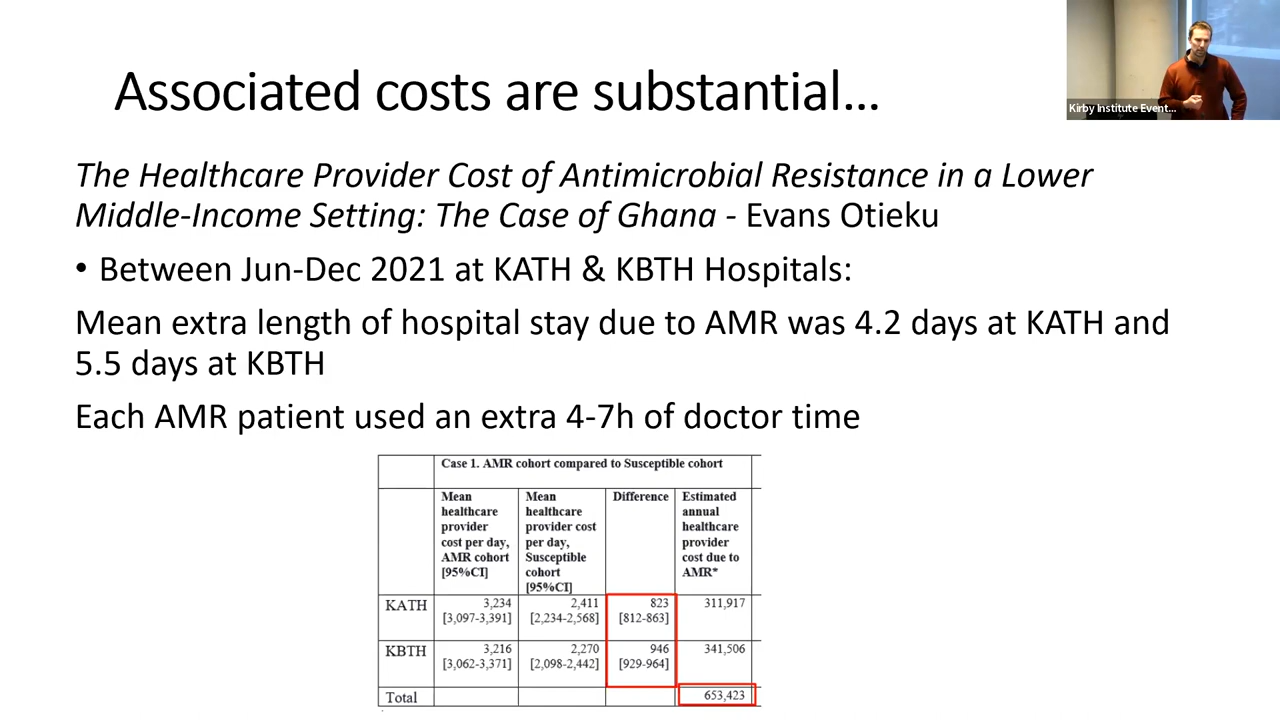 Associated costs are substantial...
Kirby Institute Event...
The Healthcare Provider Cost of Antimicrobial Resistance in a Lower
Middle-Income Setting: The Case of Ghana - Evans Otieku
• Between Jun-Dec 2021 at KATH & KBTH Hospitals:
Mean extra length of hospital stay due to AMR was 4.2 days at KATH and
5.5 days at KBTH
Each AMR patient used an extra 4-7h of doctor time
Case 1. AMR cohort compared to Susceptible cohort
Mean healthcare provider cost per day, AMR cohort [95%CI]
Mean healthcare provider cost per day, Susceptible cohort [95%CI]
Difference
Estimated annual healthcare provider cost due to AMR*
KATH 3,234 2,411 823 311,917
[3,097-3,391] [2,234-2,568] [812-863]
KBTH 3,216 2,270 946 341,506
[3,062-3,371] [2,098-2,442] [929-964]
Total 653,423